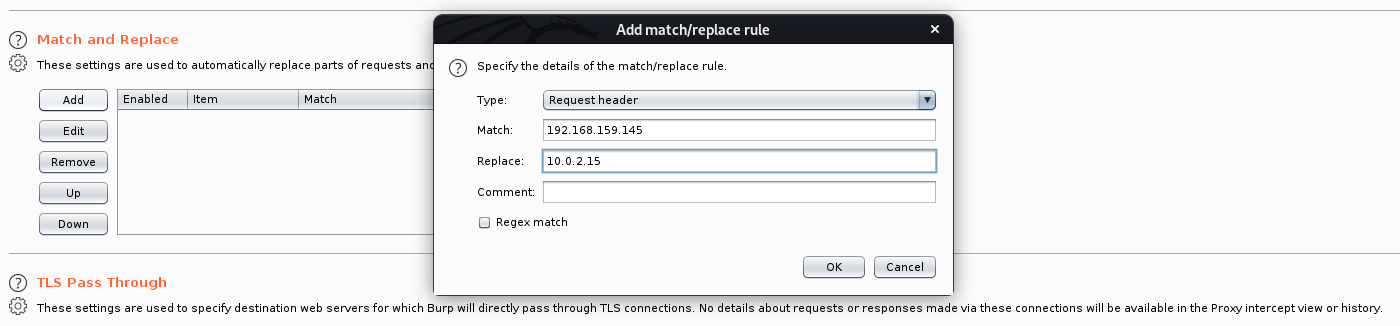 Match and Replace
These settings are used to automatically replace parts of requests and
Add
Enabled Item Match
Edit
Remove
Up
Down
Add match/replace rule
Specify the details of the match/replace rule.
Type: Request header
Match: 192.168.159.145
Replace: 10.0.2.15
Comment:
Regex match
OK Cancel
TLS Pass Through
These settings are used to specify destination web servers for which Burp will directly pass through TLS connections. No details about requests or responses made via these connections will be available in the Proxy intercept view or history.